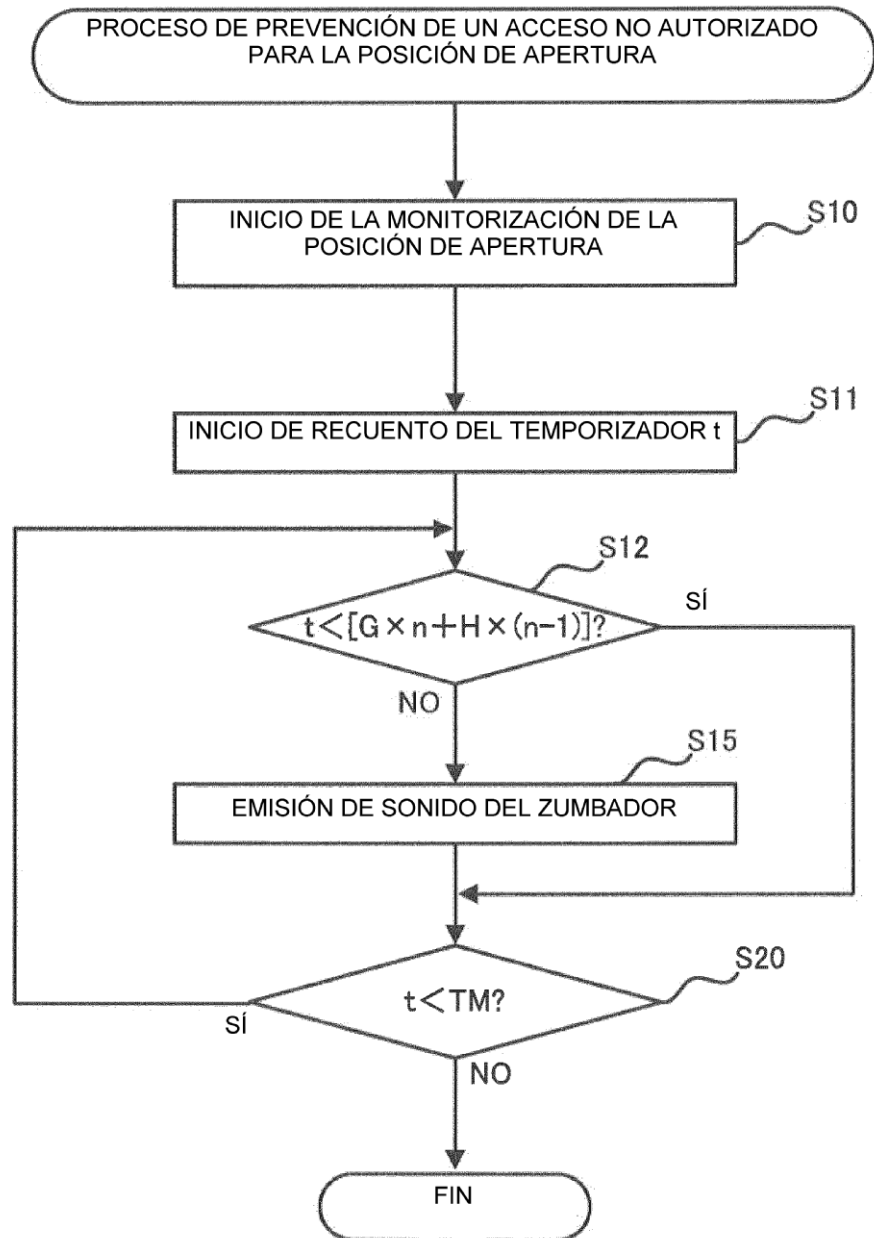 PROCESO DE PREVENCIÓN DE UN ACCESO NO AUTORIZADO
PARA LA POSICIÓN DE APERTURA
INICIO DE LA MONITORIZACIÓN DE LA
POSICIÓN DE APERTURA
S10
INICIO DE RECUENTO DEL TEMPORIZADOR t
S11
S12
t<[G×n+H×(n-1)]?
SÍ
NO
S15
EMISIÓN DE SONIDO DEL ZUMBADOR
S20
t<TM?
SÍ
NO
FIN